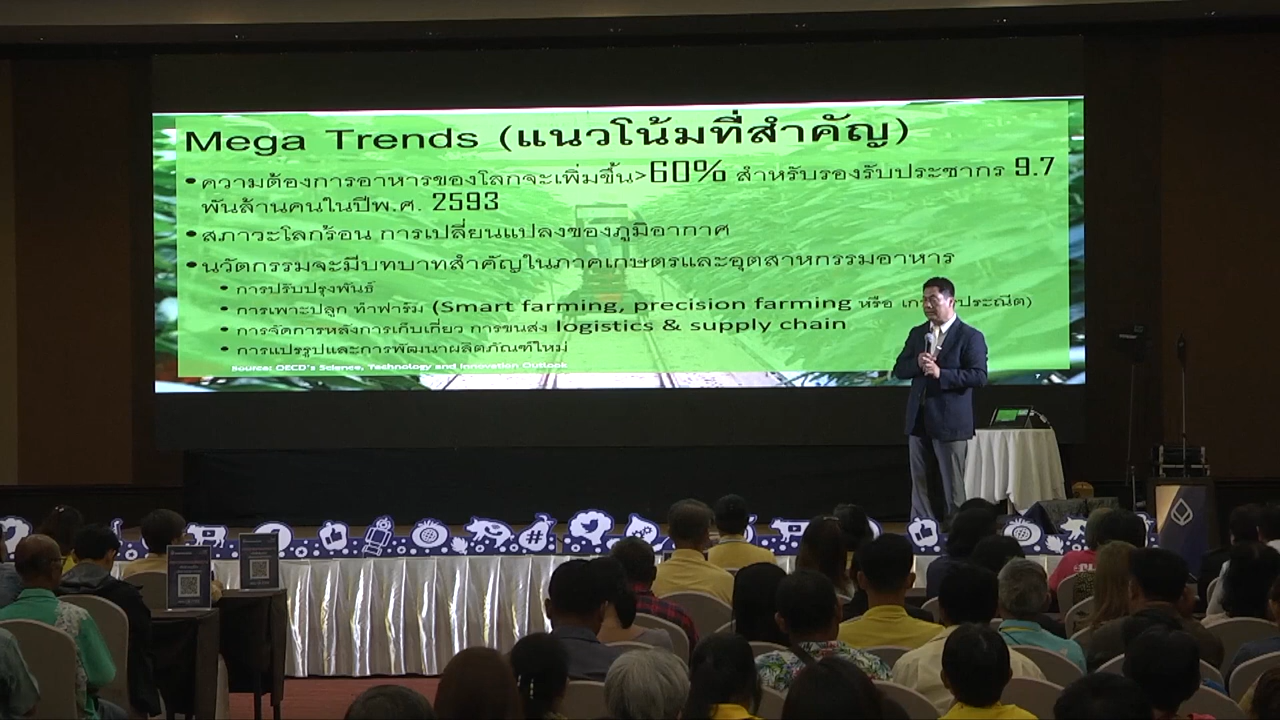 Mega Trends (แนวโน้มที่สำคัญ)
•ความต้องการอาหารของโลกจะเพิ่มขึ้น>60% สำหรับรองรับประชากร 9.7
พันล้านคนในปีพ.ศ. 2593
•สภาวะโลกร้อน การเปลี่ยนแปลงของภูมิอากาศ
•นวัตกรรมจะมีบทบาทสำคัญในภาคเกษตรและอุตสาหกรรมอาหาร
• การปรับปรุงพันธ์
• การเพาะปลูก ทำฟาร์ม (Smart farming, precision farming หรือ ประณีต)
• การจัดการหลังการเก็บเกี่ยว การขนส่ง logistics & supply chain
• การแปรรูปและการพัฒนาผลิตภัณฑ์ใหม่
Source: OECD's Science, Technology and Innovation Outlook
#